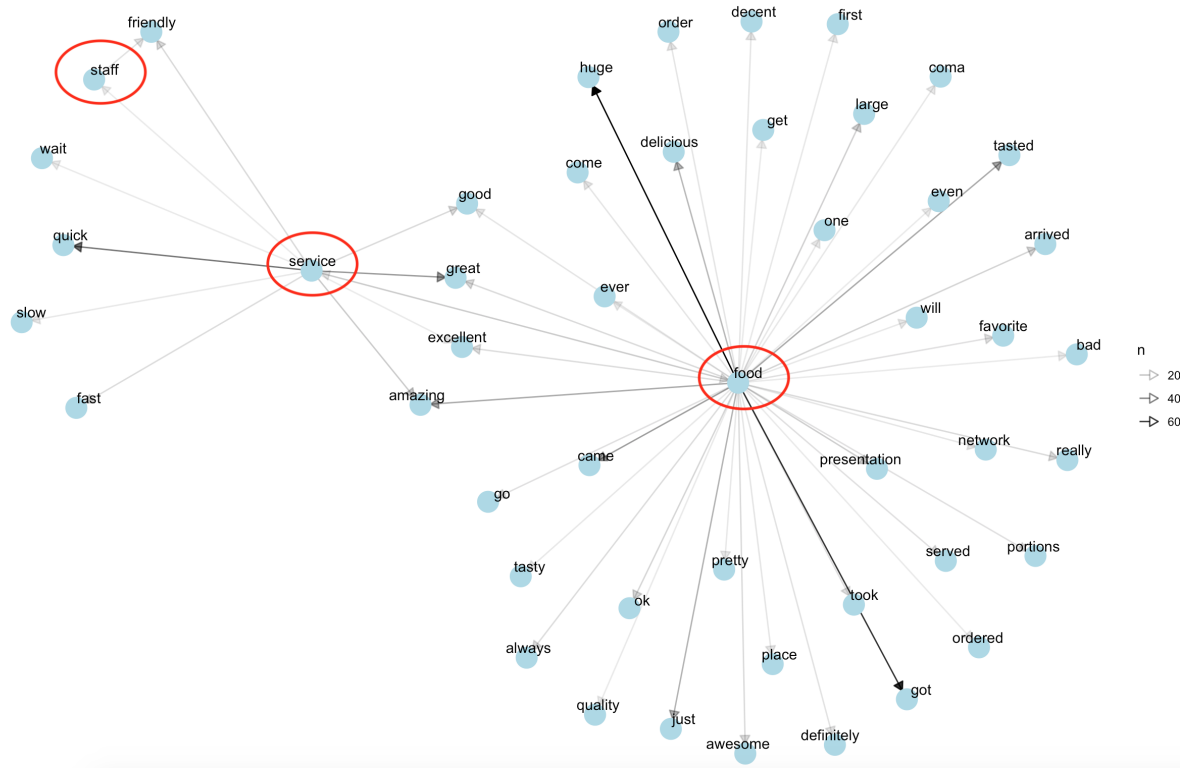 friendly
order
decent
first
staff
huge
coma
large
get
delicious
wait
come
tasted
good
even
quick
one
arrived
service
great
ever
slow
will
excellent
favorite
bad
n
food
20
fast
amazing
40
60
came
presentation
network
really
go
tasty
pretty
served
portions
ok
took
always
place
ordered
quality
just
got
awesome
definitely